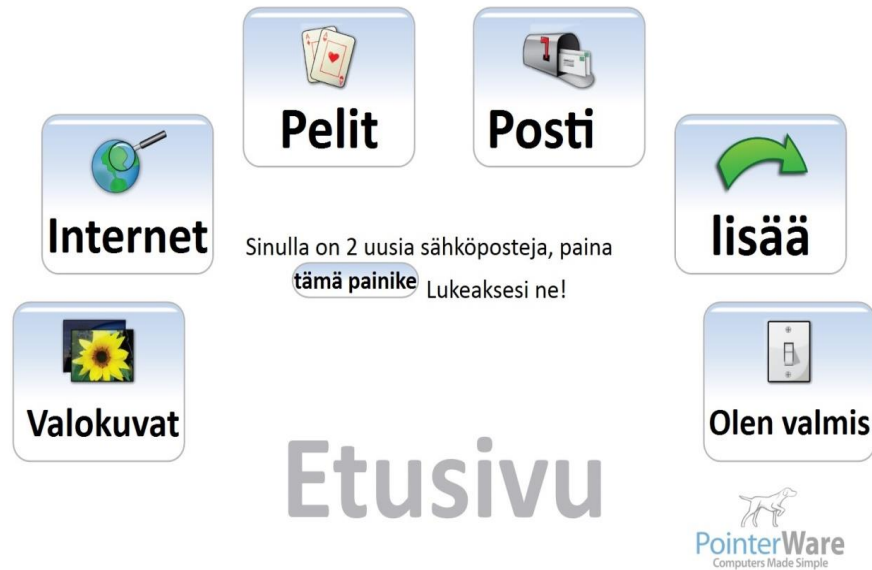 Pelit
Posti
Internet
lisää
Sinulla on 2 uusia sähköposteja, paina
tämä painike Lukeaksesi ne!
Valokuvat
Olen valmis
Etusivu
PointerWare
Computers Made Simple